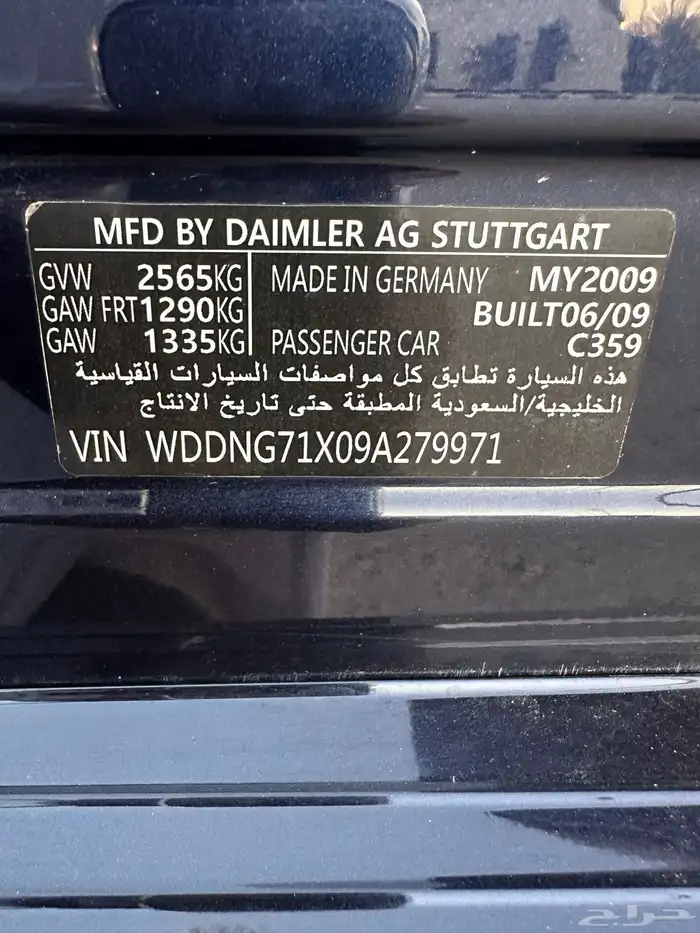 MFD BY DAIMLER AG STUTTGART
GVW 2565KG MADE IN GERMANY MY2009
GAW FRT1290KG BUILT06/09
GAW 1335KG PASSENGER CAR C359
هذه السيارة تطابق كل مواصفات السيارات القياسية
الخليجية/السعودية المطبقة حتى تاريخ الانتاج
VIN WDDNG71X09A279971
حراج